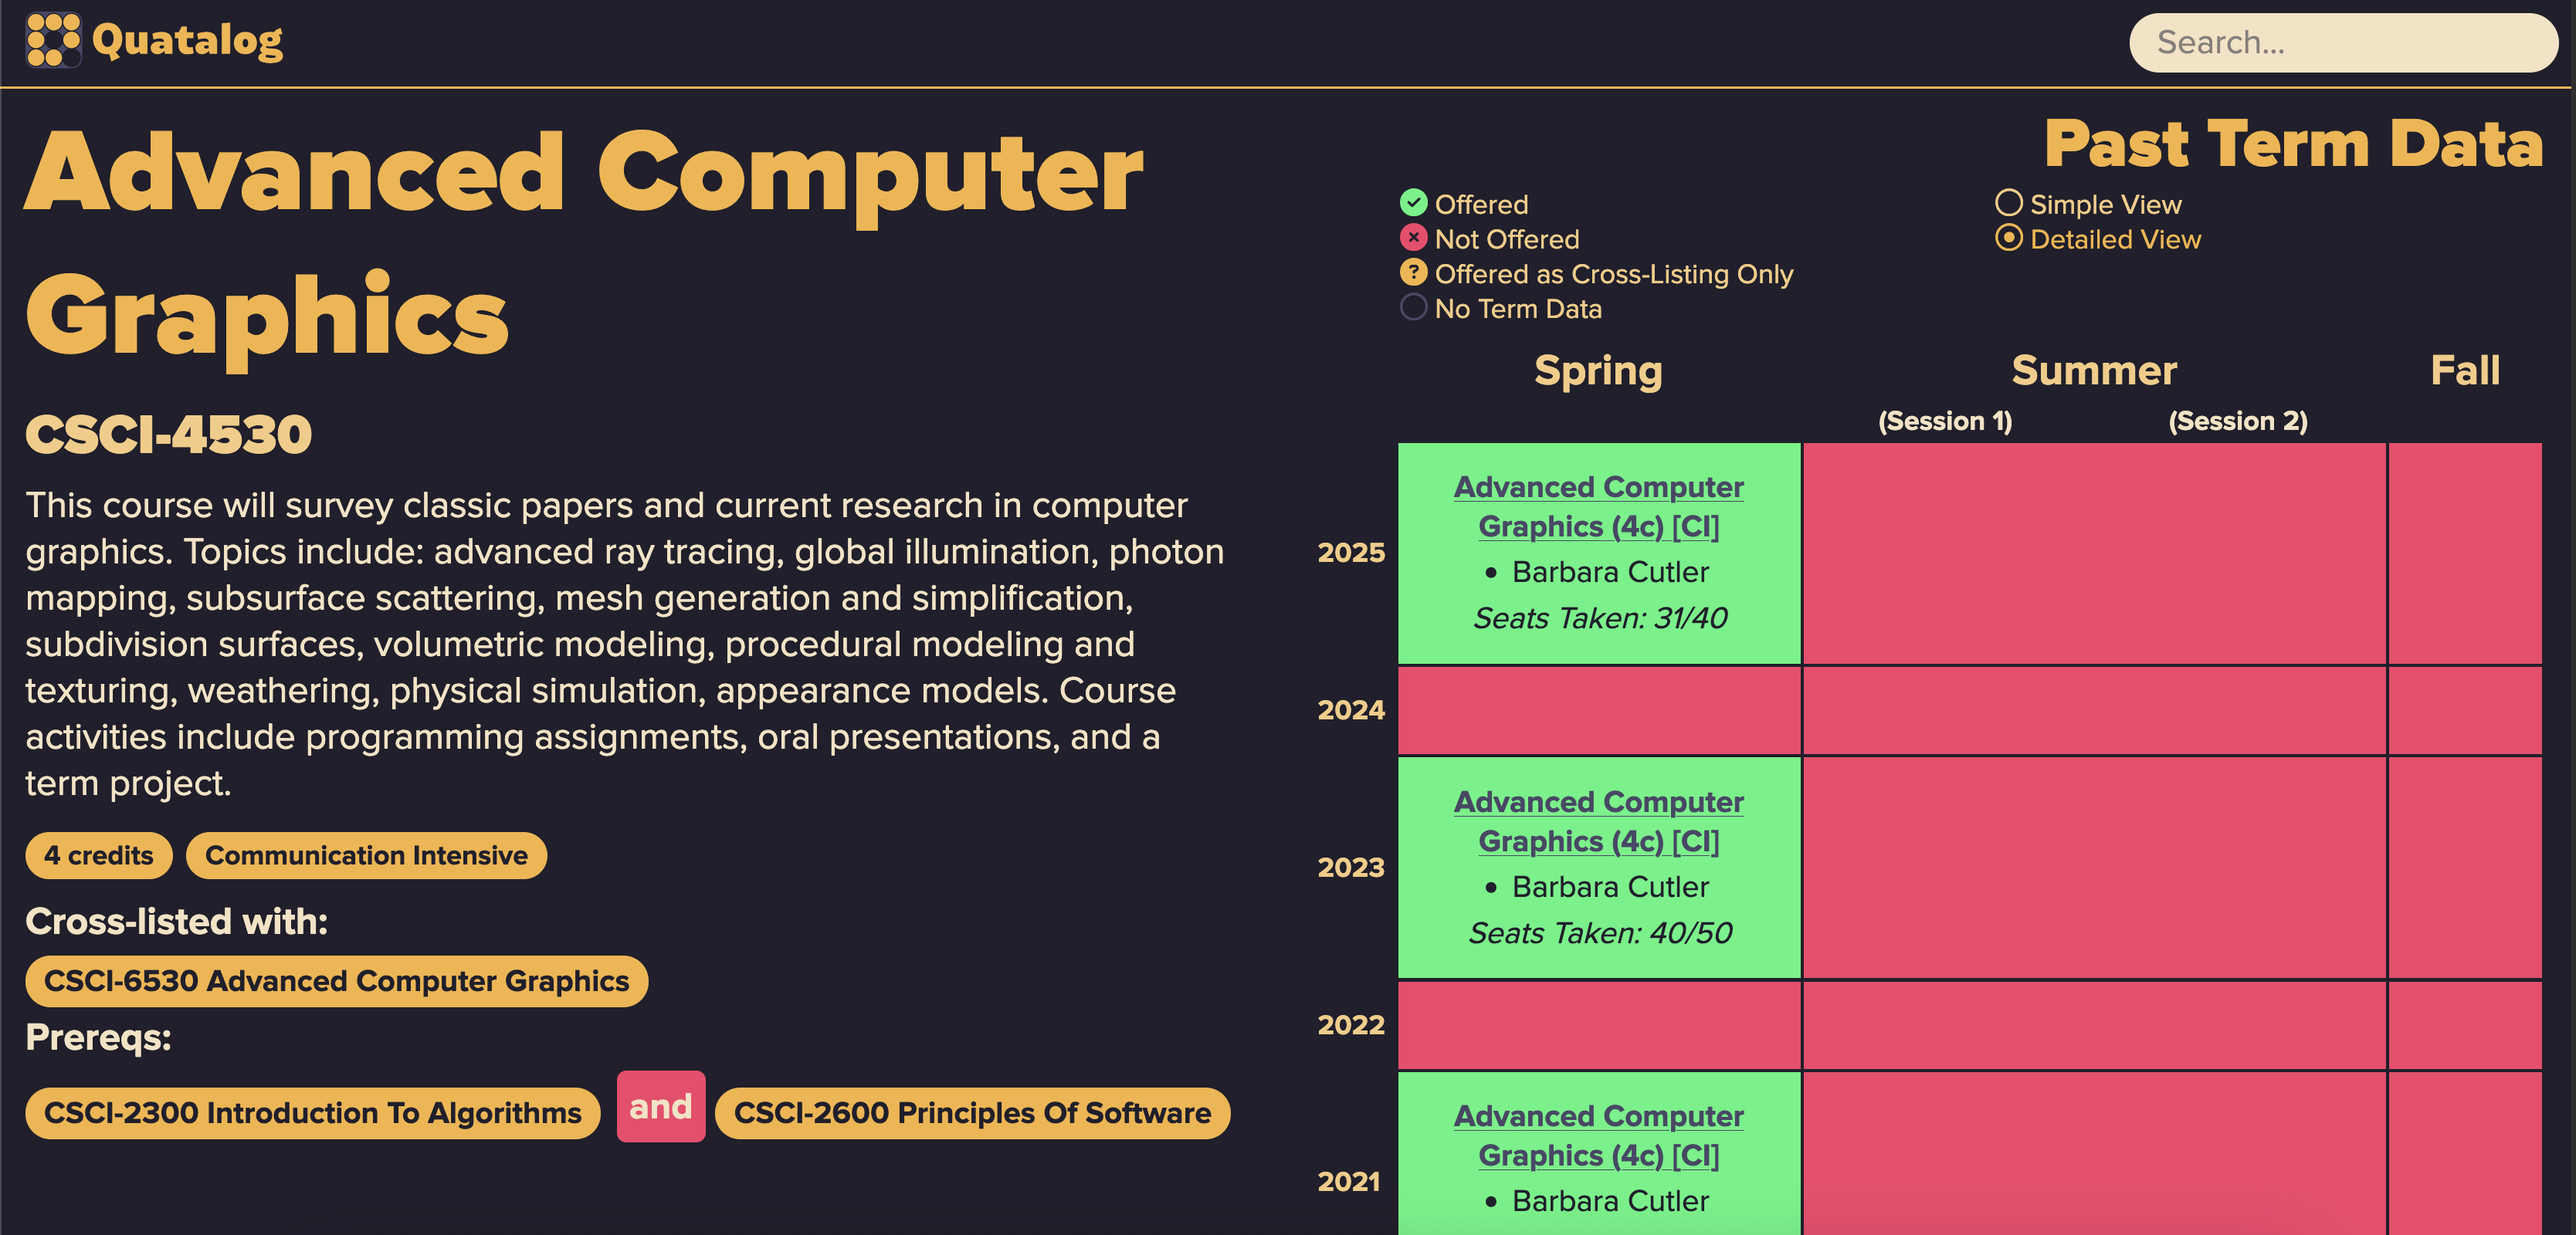 Quatalog
Search...
Advanced Computer
Graphics
CSCI-4530
This course will survey classic papers and current research in computer
graphics. Topics include: advanced ray tracing, global illumination, photon
mapping, subsurface scattering, mesh generation and simplification,
subdivision surfaces, volumetric modeling, procedural modeling and
texturing, weathering, physical simulation, appearance models. Course
activities include programming assignments, oral presentations, and a
term project.
4 credits
Communication Intensive
Cross-listed with:
CSCI-6530 Advanced Computer Graphics
Prereqs:
CSCI-2300 Introduction To Algorithms and CSCI-2600 Principles Of Software
Past Term Data
Offered
Not Offered
Offered as Cross-Listing Only
No Term Data
Simple View
Detailed View
Spring Summer Fall
(Session 1) (Session 2)
2025
Advanced Computer
Graphics (4c) [CI]
• Barbara Cutler
Seats Taken: 31/40
2024
2023
Advanced Computer
Graphics (4c) [CI]
• Barbara Cutler
Seats Taken: 40/50
2022
2021
Advanced Computer
Graphics (4c) [CI]
• Barbara Cutler